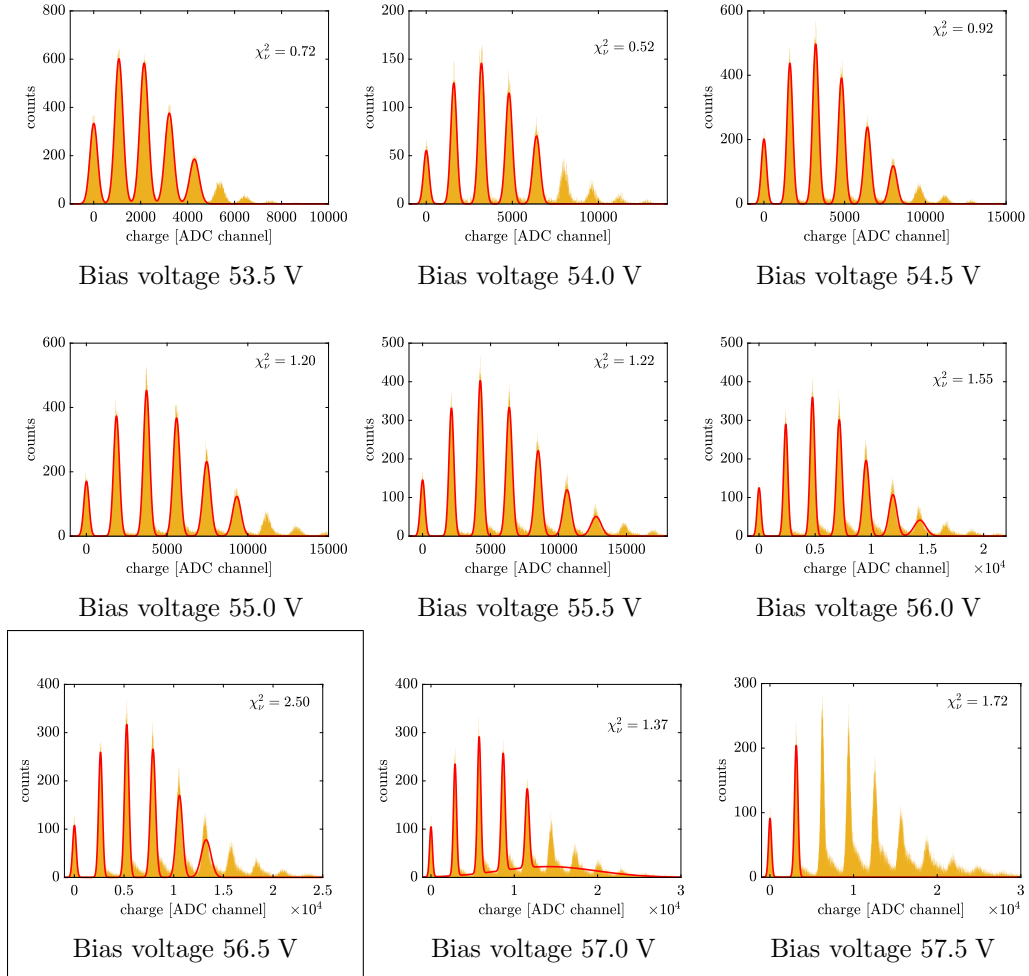 800
600
400
200
0
counts
χ²ν = 0.72
0 2000 4000 6000 8000 10000
charge [ADC channel]
Bias voltage 53.5 V
200
150
100
50
0
counts
χ²ν = 0.52
0 5000 10000
charge [ADC channel]
Bias voltage 54.0 V
600
400
200
0
counts
χ²ν = 0.92
0 5000 10000 15000
charge [ADC channel]
Bias voltage 54.5 V
600
400
200
0
counts
χ²ν = 1.20
0 5000 10000 15000
charge [ADC channel]
Bias voltage 55.0 V
500
400
300
200
100
0
counts
χ²ν = 1.22
0 5000 10000 15000
charge [ADC channel]
Bias voltage 55.5 V
500
400
300
200
100
0
counts
χ²ν = 1.55
0 0.5 1 1.5 2
charge [ADC channel] ×10⁴
Bias voltage 56.0 V
400
300
200
100
0
counts
χ²ν = 2.50
0 0.5 1 1.5 2 2.5
charge [ADC channel] ×10⁴
Bias voltage 56.5 V
400
300
200
100
0
counts
χ²ν = 1.37
0 1 2 3
charge [ADC channel] ×10⁴
Bias voltage 57.0 V
300
200
100
0
counts
χ²ν = 1.72
0 1 2 3
charge [ADC channel] ×10⁴
Bias voltage 57.5 V